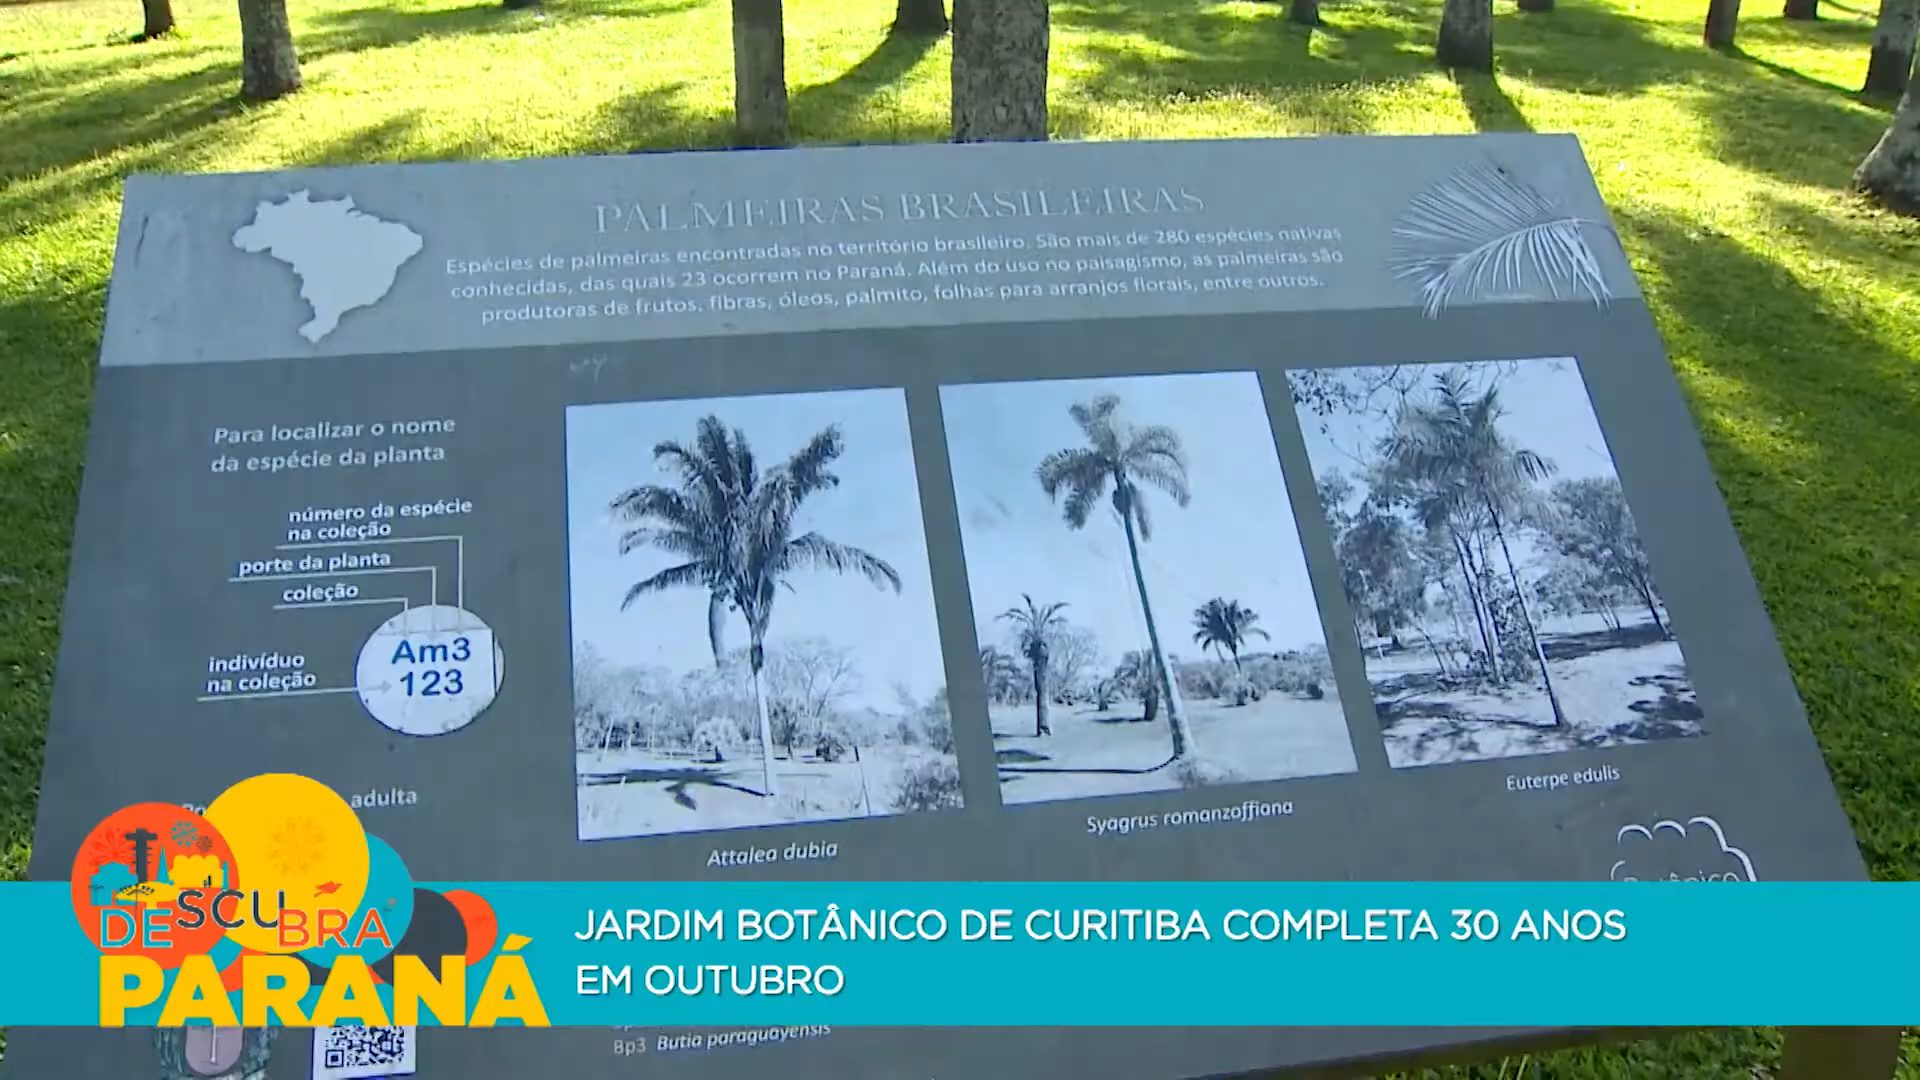 PALMEIRAS BRASILEIRAS
Espécies de palmeiras encontradas no território brasileiro. São mais de 280 espécies nativas
conhecidas, das quais 23 ocorrem no Paraná. Além do uso no paisagismo, as palmeiras são
produtoras de frutos, fibras, óleos, palmito, folhas para arranjos florais, entre outros.
Para localizar o nome
da espécie da planta
número da espécie
na coleção
porte da planta
coleção
indivíduo
na coleção
Am3
123
adulta
Attalea dubia
Syagrus romanzoffiana
Euterpe edulis
DESCUBRA
PARANÁ
JARDIM BOTÂNICO DE CURITIBA COMPLETA 30 ANOS
EM OUTUBRO
Bp3 Butia paraguayensis